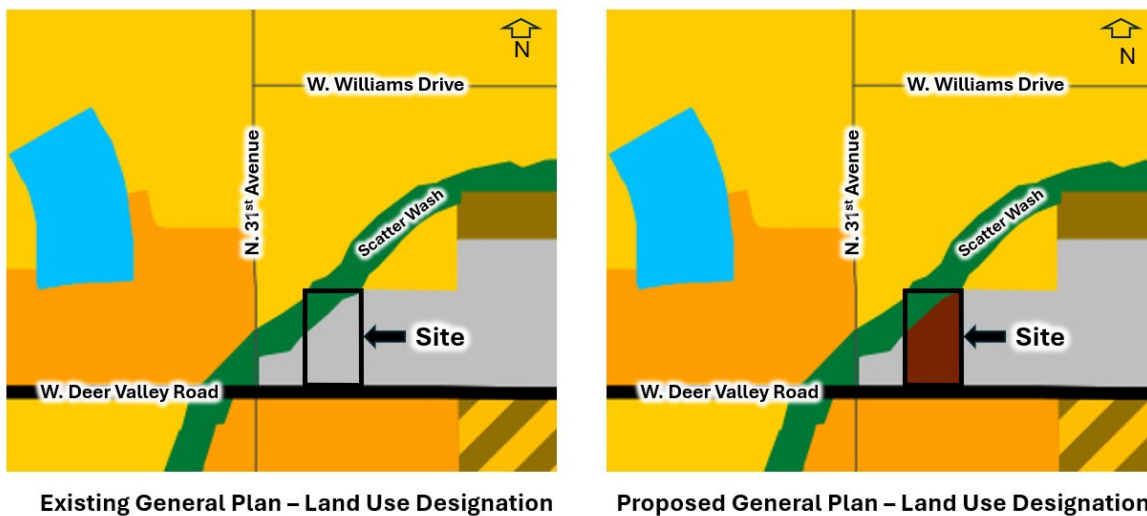 N
W. Williams Drive
N. 31st Avenue
Scatter Wash
Site
W. Deer Valley Road
Existing General Plan – Land Use Designation
N
W. Williams Drive
N. 31st Avenue
Scatter Wash
Site
W. Deer Valley Road
Proposed General Plan – Land Use Designation